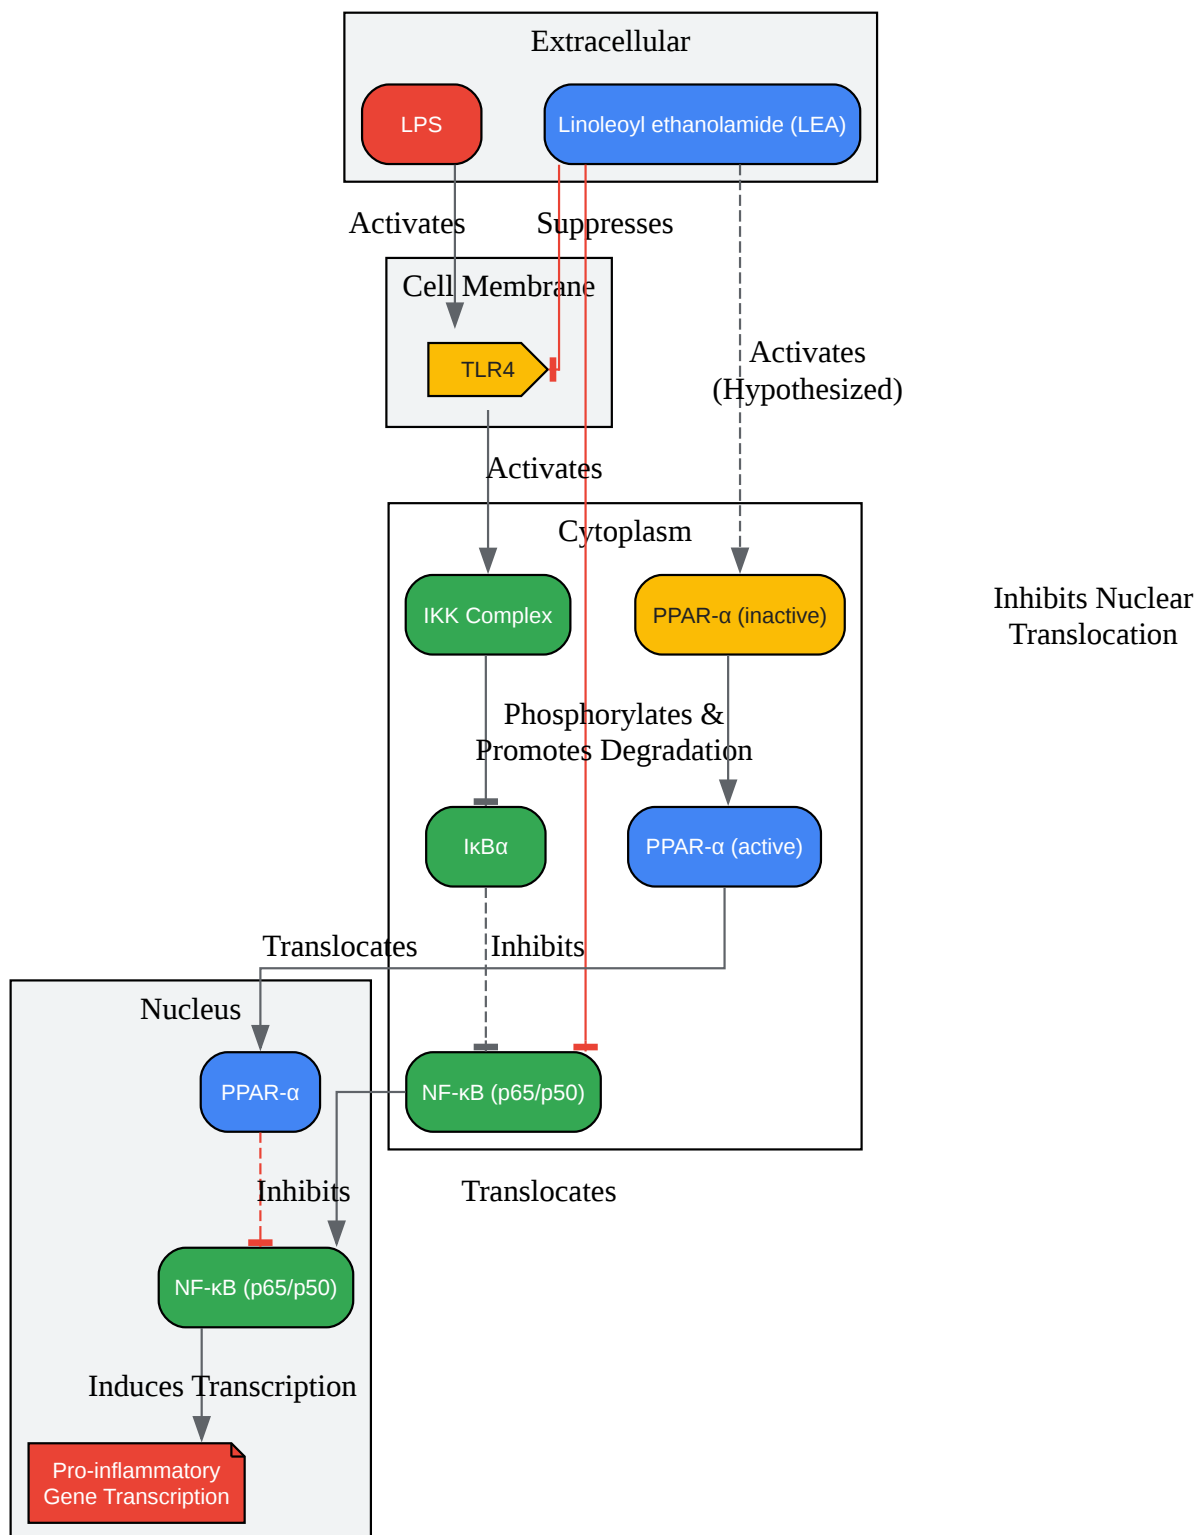 Extracellular
LPS
Linoleoyl ethanolamide (LEA)
Activates
Suppresses
Cell Membrane
TLR4
Activates
(Hypothesized)
Activates
Cytoplasm
IKK Complex
PPAR-α (inactive)
Inhibits Nuclear
Translocation
Phosphorylates &
Promotes Degradation
IκBα
PPAR-α (active)
Translocates
Inhibits
Nucleus
PPAR-α
NF-κB (p65/p50)
Inhibits
Translocates
NF-κB (p65/p50)
Induces Transcription
Pro-inflammatory
Gene Transcription